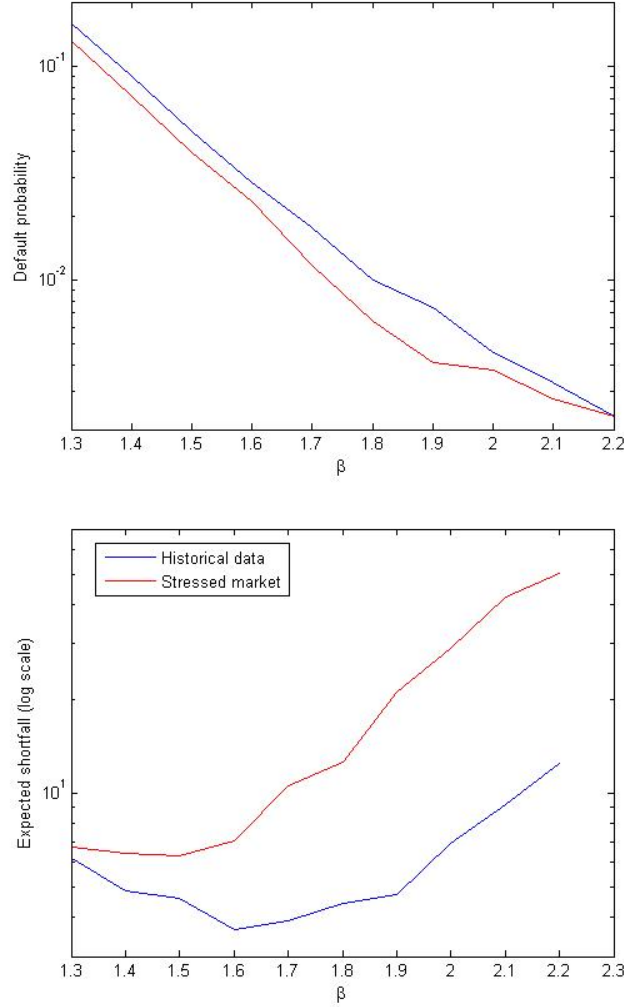 10^-1
10^-2
Default probability
1.3 1.4 1.5 1.6 1.7 1.8 1.9 2 2.1 2.2
β
Historical data
Stressed market
10^1
Expected shortfall (log scale)
1.3 1.4 1.5 1.6 1.7 1.8 1.9 2 2.1 2.2 2.3
β